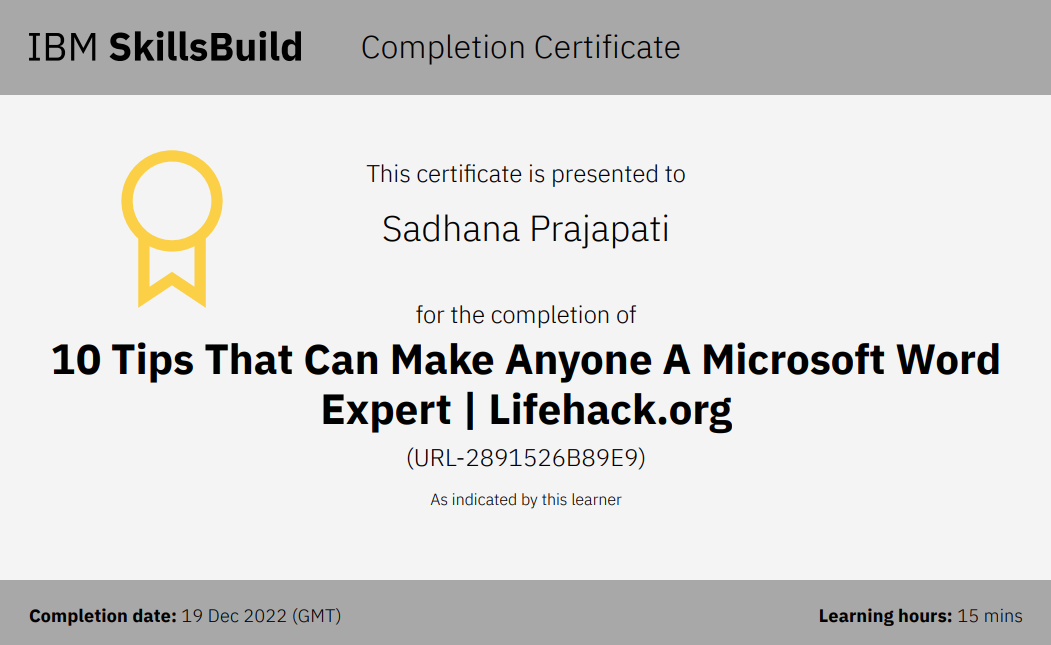 IBM SkillsBuild Completion Certificate
This certificate is presented to
Sadhana Prajapati
for the completion of
10 Tips That Can Make Anyone A Microsoft Word
Expert | Lifehack.org
(URL-2891526B89E9)
As indicated by this learner
Completion date: 19 Dec 2022 (GMT) Learning hours: 15 mins